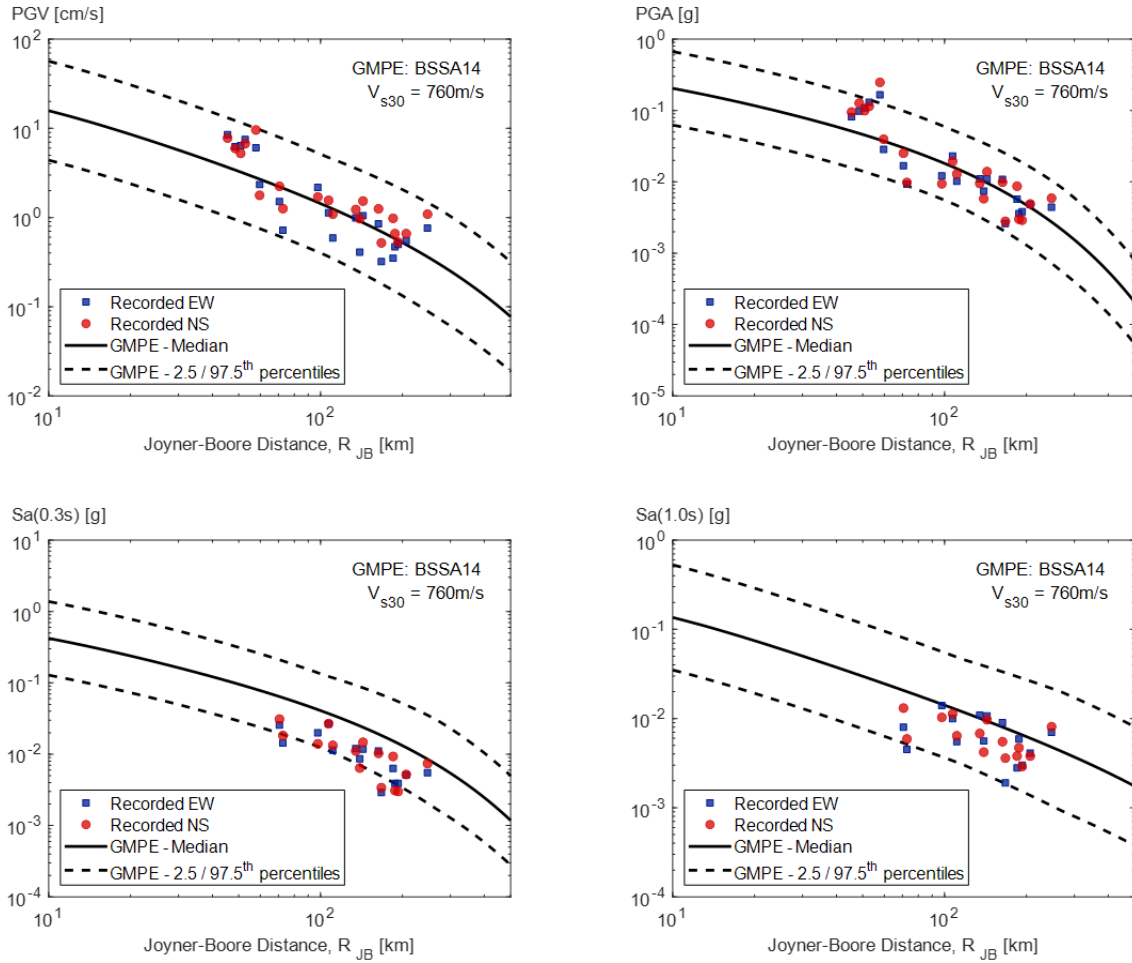 PGV [cm/s]
10^2
10^1
10^0
10^-1
10^-2
GMPE: BSSA14
V_s30 = 760m/s
Recorded EW
Recorded NS
GMPE - Median
GMPE - 2.5 / 97.5^th percentiles
10^1
10^2
Joyner-Boore Distance, R_JB [km]
PGA [g]
10^0
10^-1
10^-2
10^-3
10^-4
10^-5
GMPE: BSSA14
V_s30 = 760m/s
Recorded EW
Recorded NS
GMPE - Median
GMPE - 2.5 / 97.5^th percentiles
10^1
10^2
Joyner-Boore Distance, R_JB [km]
Sa(0.3s) [g]
10^1
10^0
10^-1
10^-2
10^-3
10^-4
GMPE: BSSA14
V_s30 = 760m/s
Recorded EW
Recorded NS
GMPE - Median
GMPE - 2.5 / 97.5^th percentiles
10^1
10^2
Joyner-Boore Distance, R_JB [km]
Sa(1.0s) [g]
10^0
10^-1
10^-2
10^-3
10^-4
GMPE: BSSA14
V_s30 = 760m/s
Recorded EW
Recorded NS
GMPE - Median
GMPE - 2.5 / 97.5^th percentiles
10^1
10^2
Joyner-Boore Distance, R_JB [km]